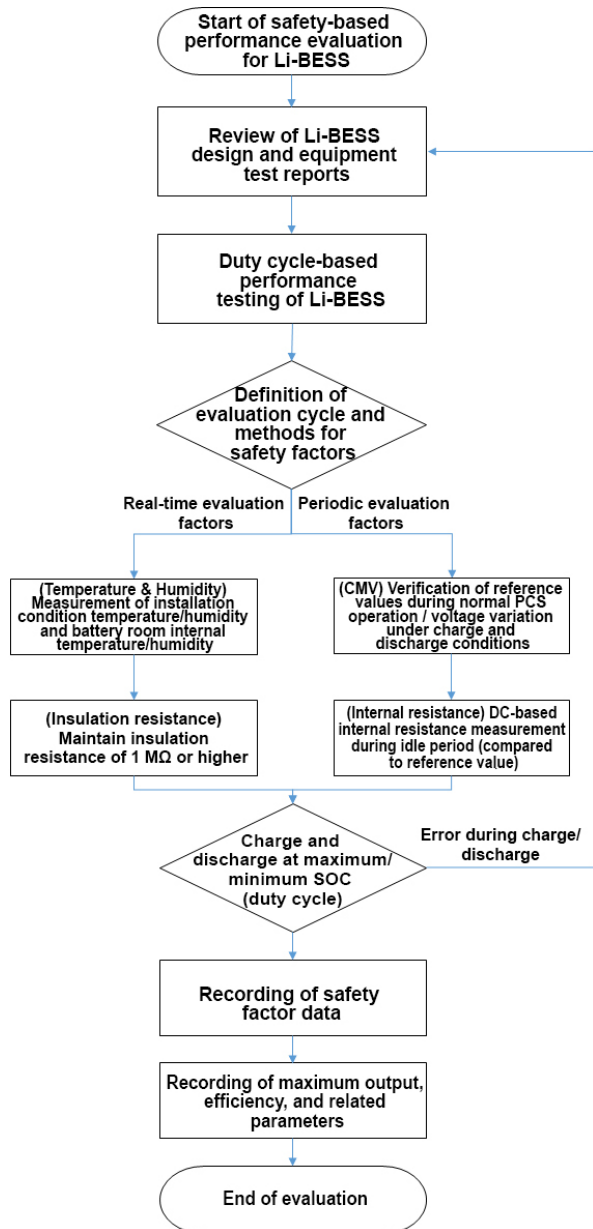 Start of safety-based
performance evaluation
for Li-BESS
Review of Li-BESS
design and equipment
test reports
Duty cycle-based
performance
testing of Li-BESS
Definition of
evaluation cycle and
methods for
safety factors
Real-time evaluation
factors
Periodic evaluation
factors
(Temperature & Humidity)
Measurement of installation
condition temperature/humidity
and battery room internal
temperature/humidity
(CMV) Verification of reference
values during normal PCS
operation / voltage variation
under charge and
discharge conditions
(Insulation resistance)
Maintain insulation
resistance of 1 MΩ or higher
(Internal resistance) DC-based
internal resistance measurement
during idle period (compared
to reference value)
Charge and
discharge at maximum/
minimum SOC
(duty cycle)
Error during charge/
discharge
Recording of safety
factor data
Recording of maximum output,
efficiency, and related
parameters
End of evaluation